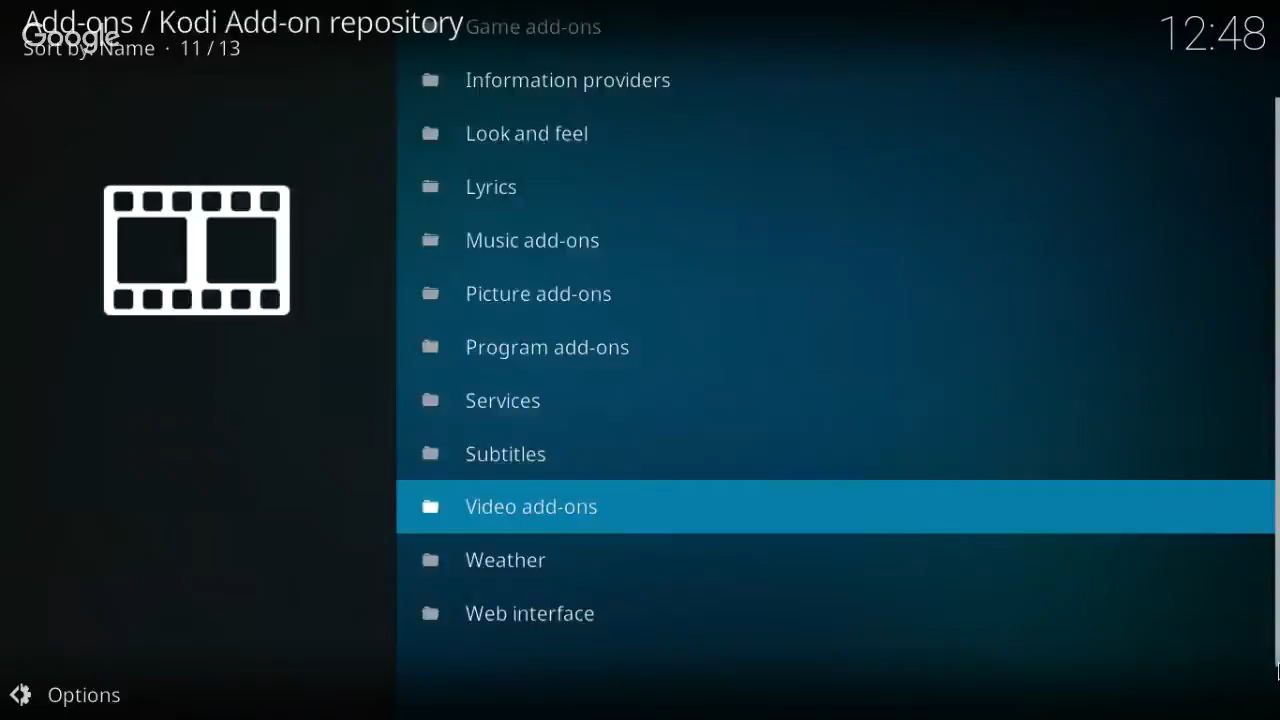 Add-ons / Kodi Add-on repository
Google
Sort by: Name · 11 / 13
12:48
Game add-ons
Information providers
Look and feel
Lyrics
Music add-ons
Picture add-ons
Program add-ons
Services
Subtitles
Video add-ons
Weather
Web interface
Options